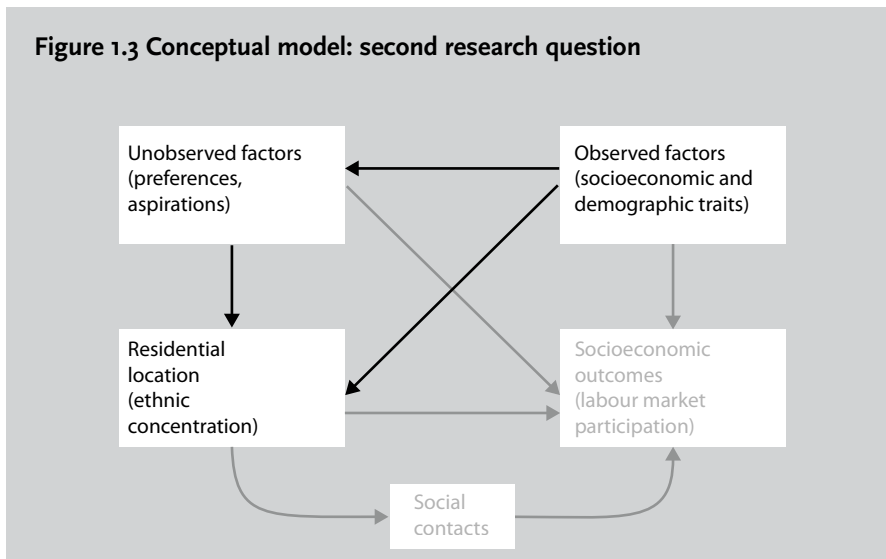 Figure 1.3 Conceptual model: second research question
Unobserved factors
(preferences,
aspirations)
Observed factors
(socioeconomic and
demographic traits)
Residential
location
(ethnic
concentration)
Socioeconomic
outcomes
(labour market
participation)
Social
contacts